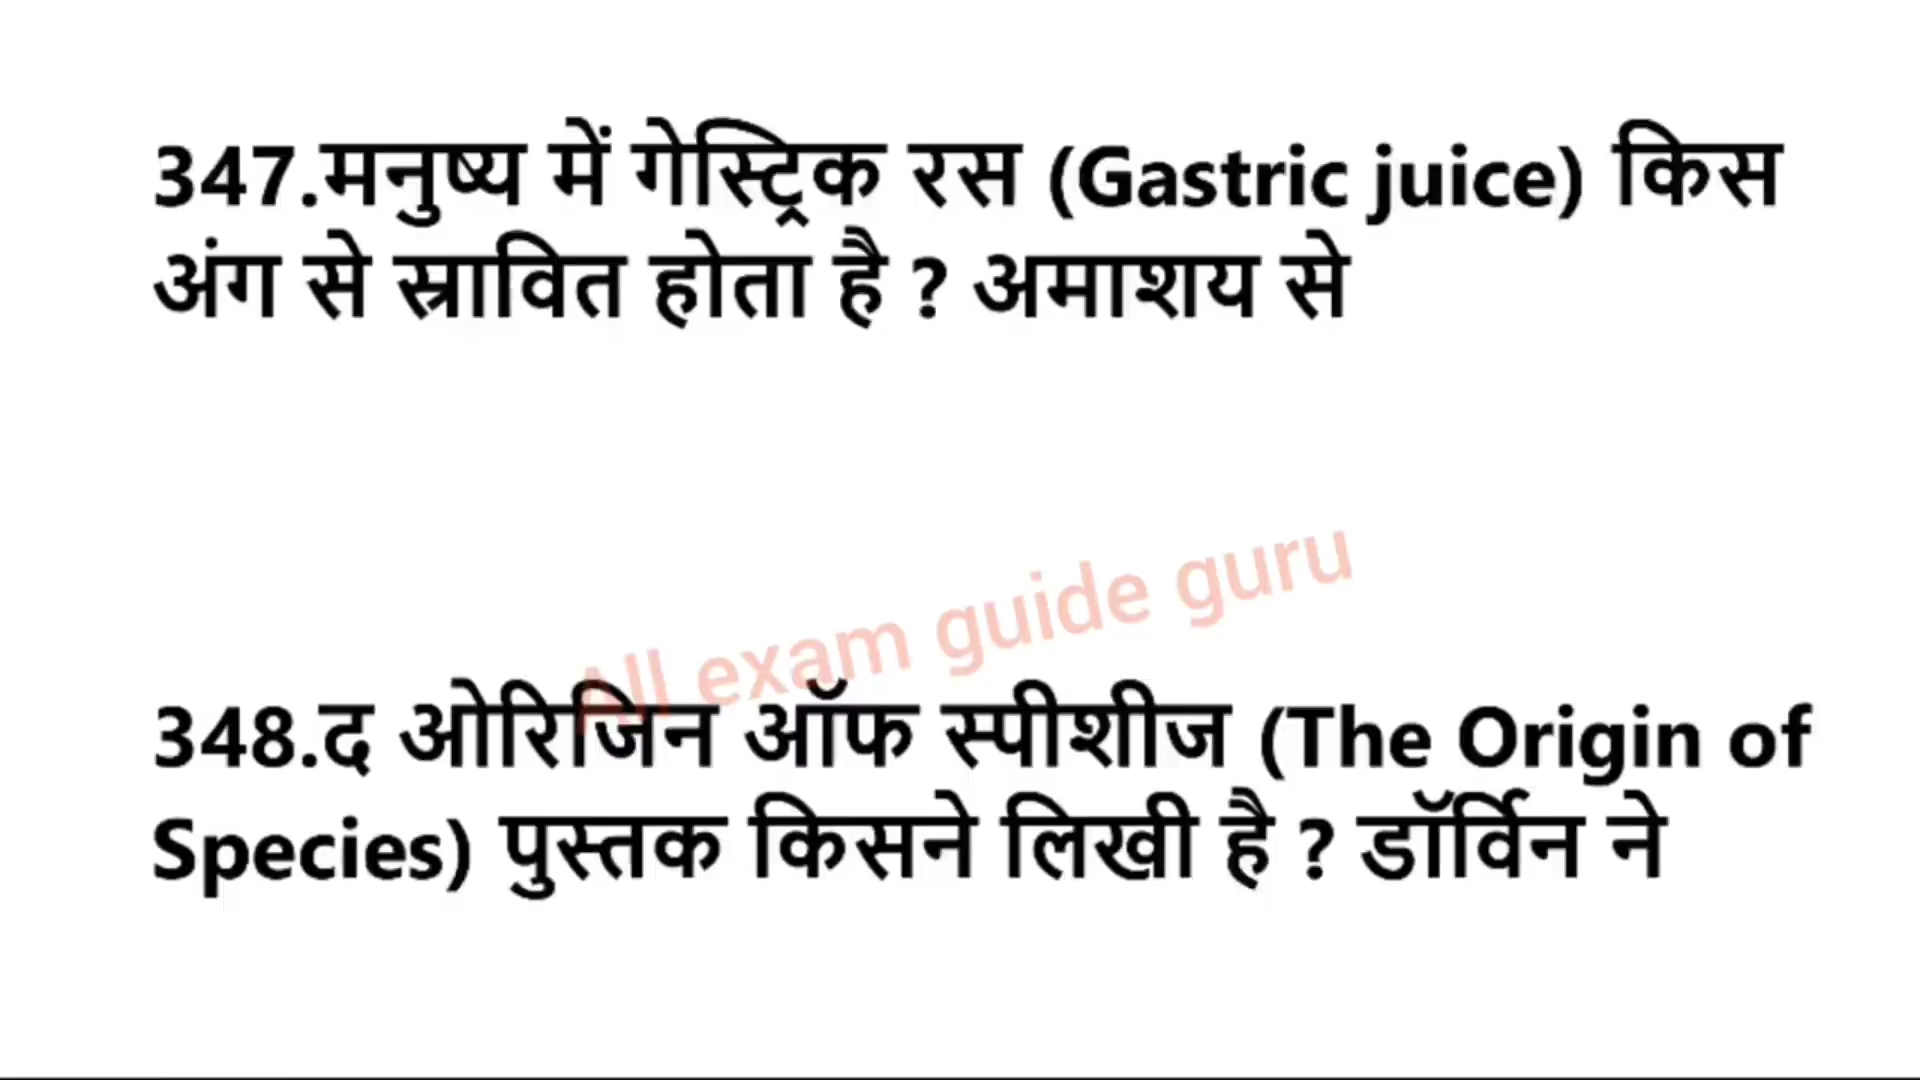 347.मनुष्य में गेस्ट्रिक रस (Gastric juice) किस
अंग से स्रावित होता है ? अमाशय से
All exam guide guru
348.द ओरिजिन ऑफ स्पीशीज (The Origin of
Species) पुस्तक किसने लिखी है ? डॉर्विन ने